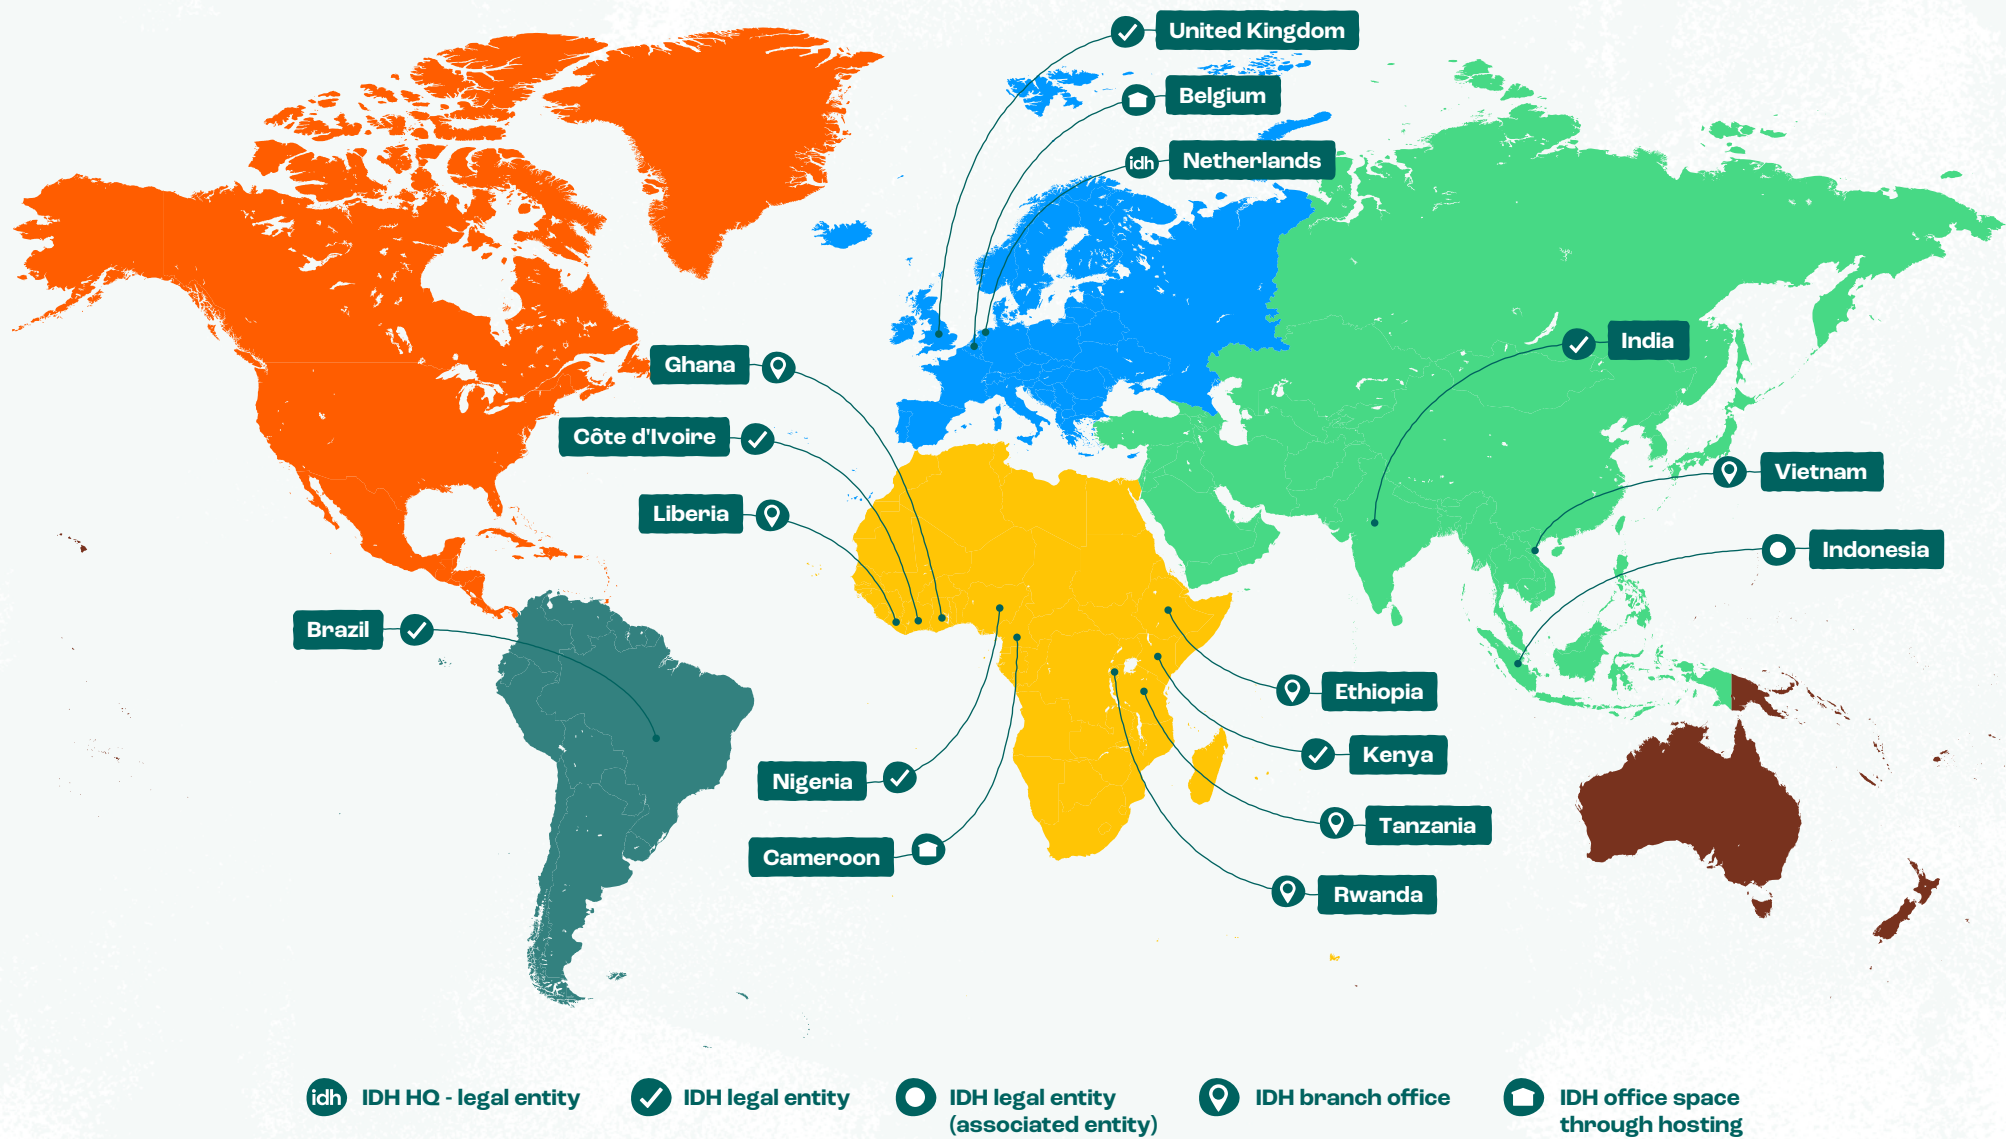 United Kingdom
Belgium
idh
Netherlands
India
Ghana
Côte d'Ivoire
Vietnam
Liberia
Indonesia
Brazil
Ethiopia
Kenya
Nigeria
Tanzania
Cameroon
Rwanda
idh
IDH HQ - legal entity
IDH legal entity
IDH legal entity
(associated entity)
IDH branch office
IDH office space
through hosting